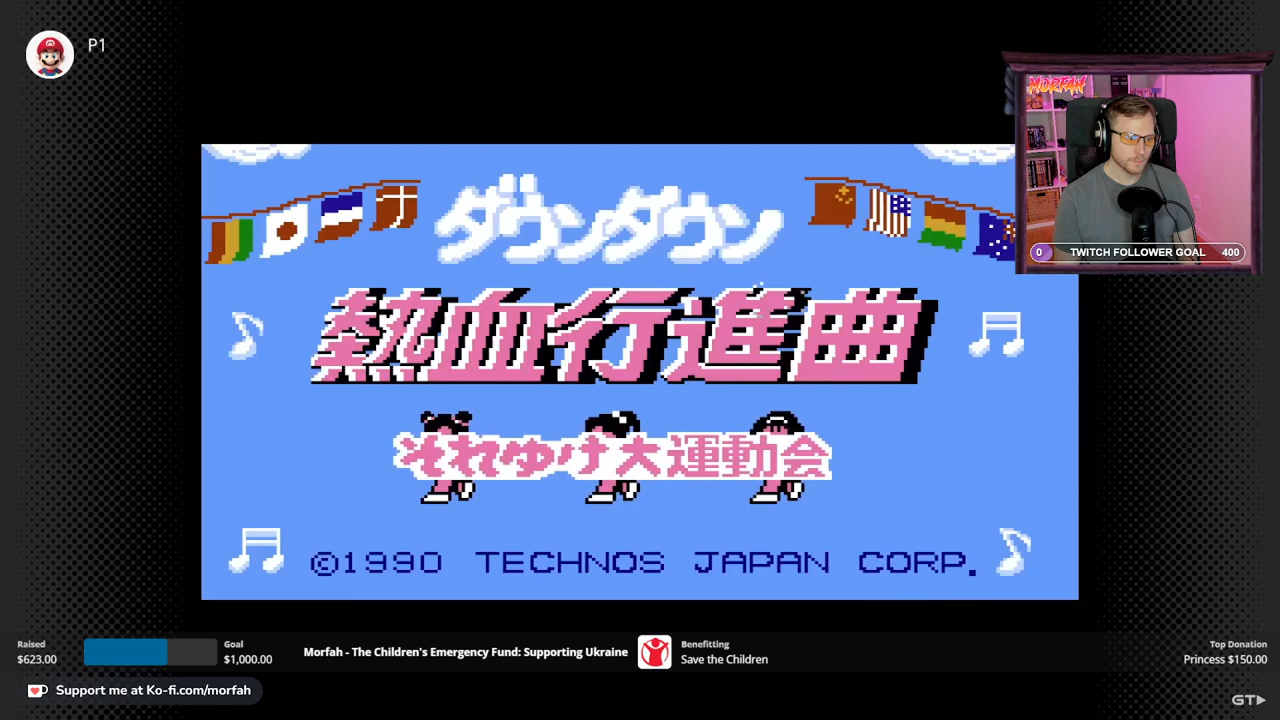 P1
MORFAH
ダウンタウン
熱血行進曲
それゆけ大運動会
©1990 TECHNOS JAPAN CORP.
0 TWITCH FOLLOWER GOAL 400
Raised
$623.00
Goal
$1,000.00
Morfah - The Children's Emergency Fund: Supporting Ukraine
Benefitting
Save the Children
Top Donation
Princess $150.00
Support me at Ko-fi.com/morfah
GT